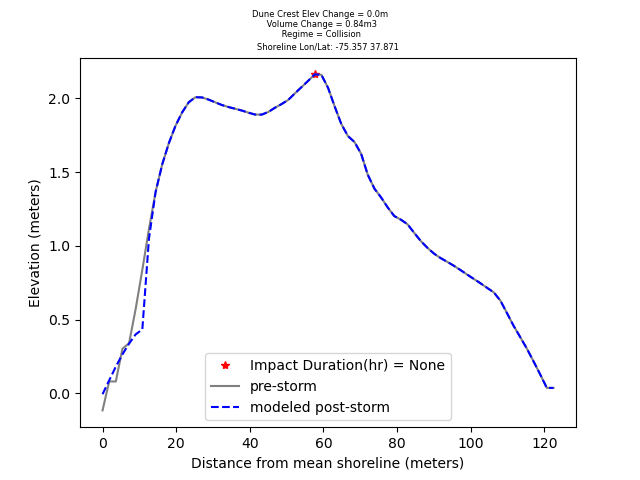 Dune Crest Elev Change = 0.0m
Volume Change = 0.84m3
Regime = Collision
Shoreline Lon/Lat: -75.357 37.871
2.0
1.5
1.0
0.5
0.0
Elevation (meters)
Impact Duration(hr) = None
pre-storm
modeled post-storm
0 20 40 60 80 100 120
Distance from mean shoreline (meters)